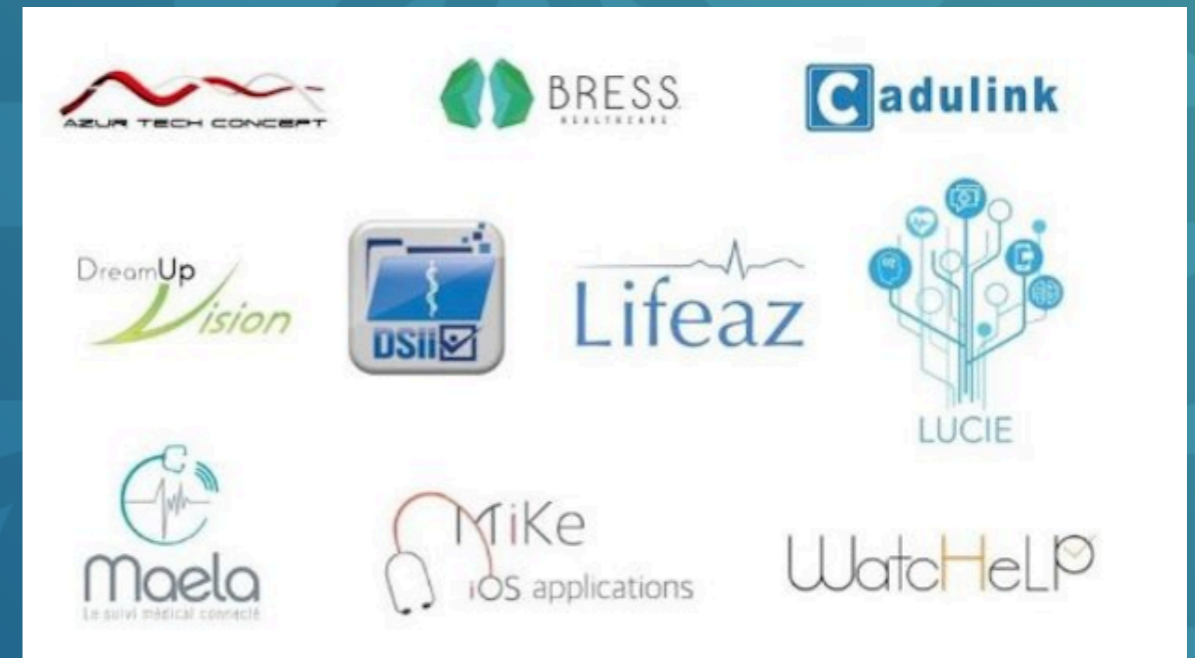 AZUR TECH CONCEPT
BRESS
HEALTHCARE
Cadulink
DreamUp
Vision
DSii
Lifeaz
LUCIE
Maela
Le suivi médical connecté
MiKe
iOS applications
WatcHeLP